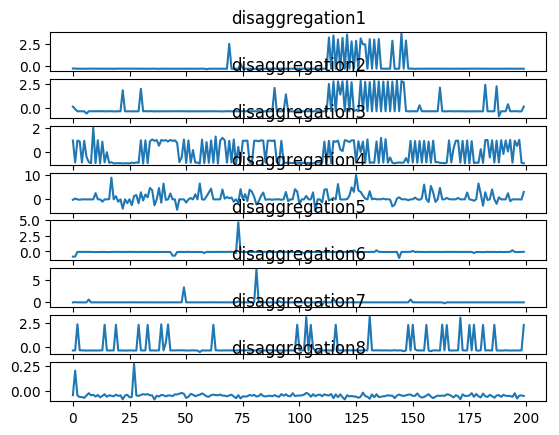 disaggregation1
2.5
0.0
disaggregation2
2.5
0.0
disaggregation3
2
0
disaggregation4
10
0
disaggregation5
5.0
2.5
0.0
disaggregation6
5
0
disaggregation7
2.5
0.0
disaggregation8
0.25
0.00
0 25 50 75 100 125 150 175 200